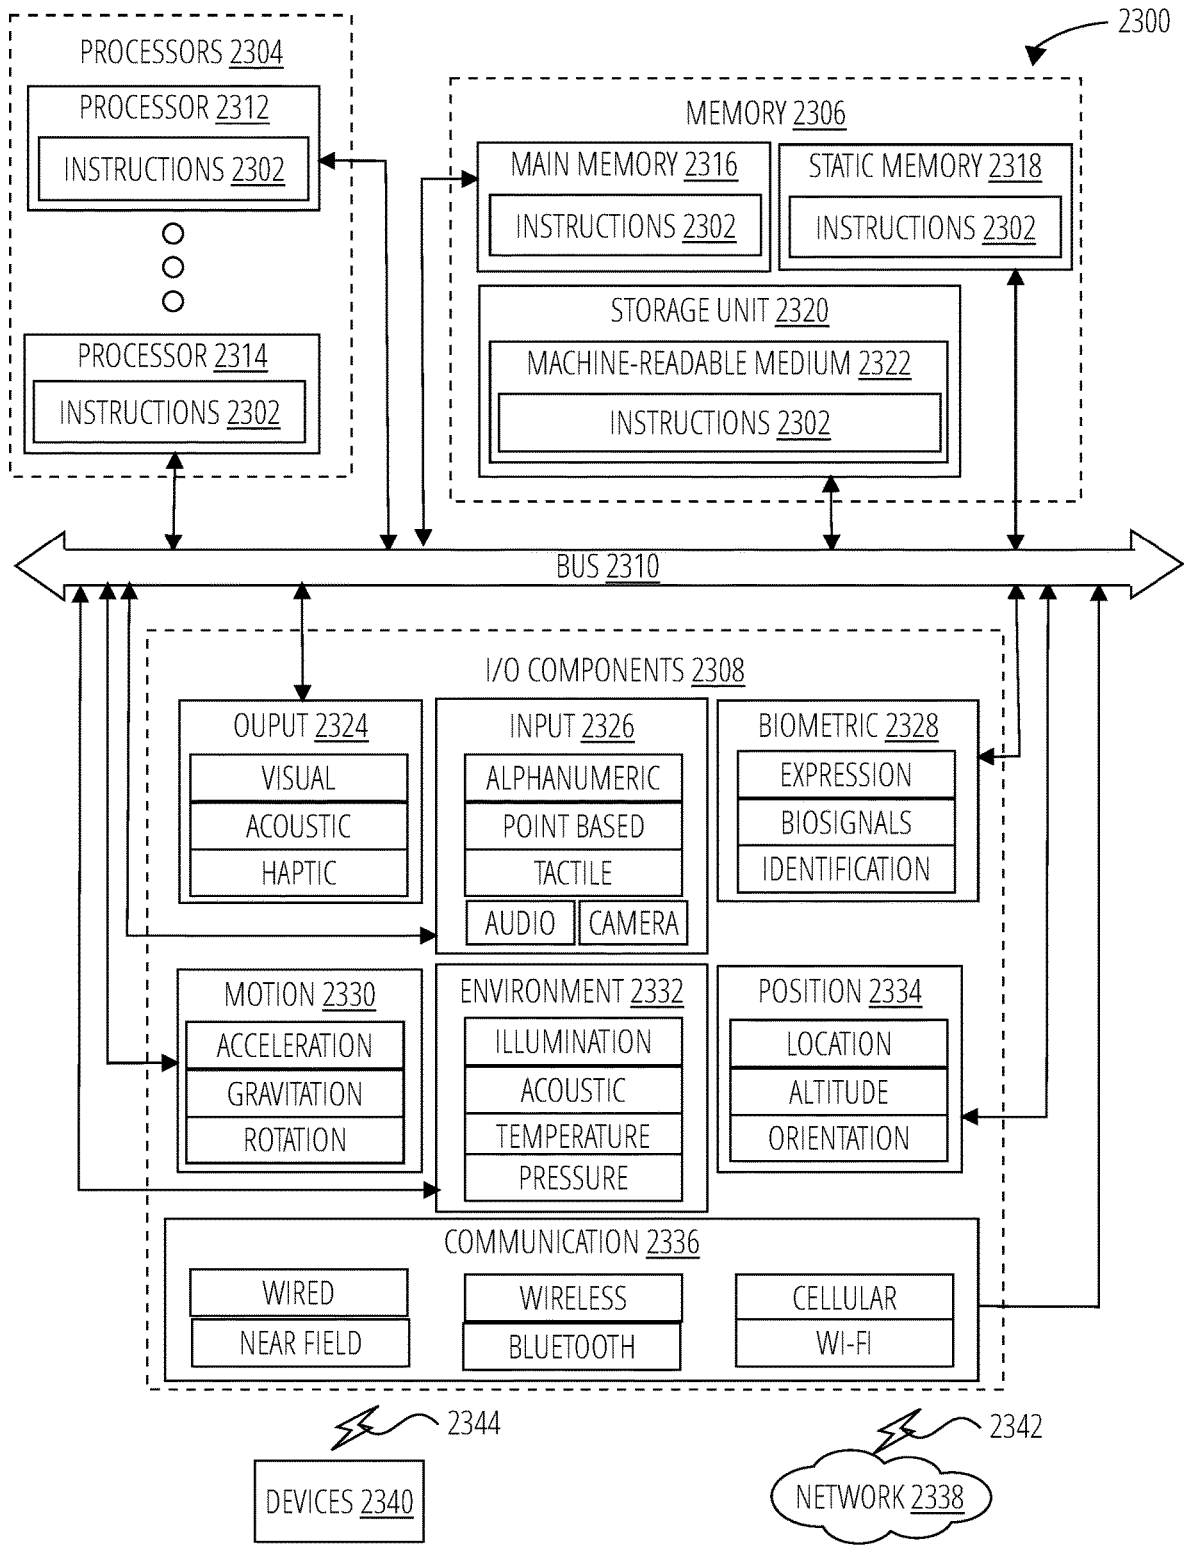 2300
PROCESSORS 2304
PROCESSOR 2312
INSTRUCTIONS 2302
PROCESSOR 2314
INSTRUCTIONS 2302
MEMORY 2306
MAIN MEMORY 2316
INSTRUCTIONS 2302
STATIC MEMORY 2318
INSTRUCTIONS 2302
STORAGE UNIT 2320
MACHINE-READABLE MEDIUM 2322
INSTRUCTIONS 2302
BUS 2310
I/O COMPONENTS 2308
OUPUT 2324
VISUAL
ACOUSTIC
HAPTIC
INPUT 2326
ALPHANUMERIC
POINT BASED
TACTILE
AUDIO
CAMERA
BIOMETRIC 2328
EXPRESSION
BIOSIGNALS
IDENTIFICATION
MOTION 2330
ACCELERATION
GRAVITATION
ROTATION
ENVIRONMENT 2332
ILLUMINATION
ACOUSTIC
TEMPERATURE
PRESSURE
POSITION 2334
LOCATION
ALTITUDE
ORIENTATION
COMMUNICATION 2336
WIRED
NEAR FIELD
WIRELESS
BLUETOOTH
CELLULAR
WI-FI
2344
2342
DEVICES 2340
NETWORK 2338